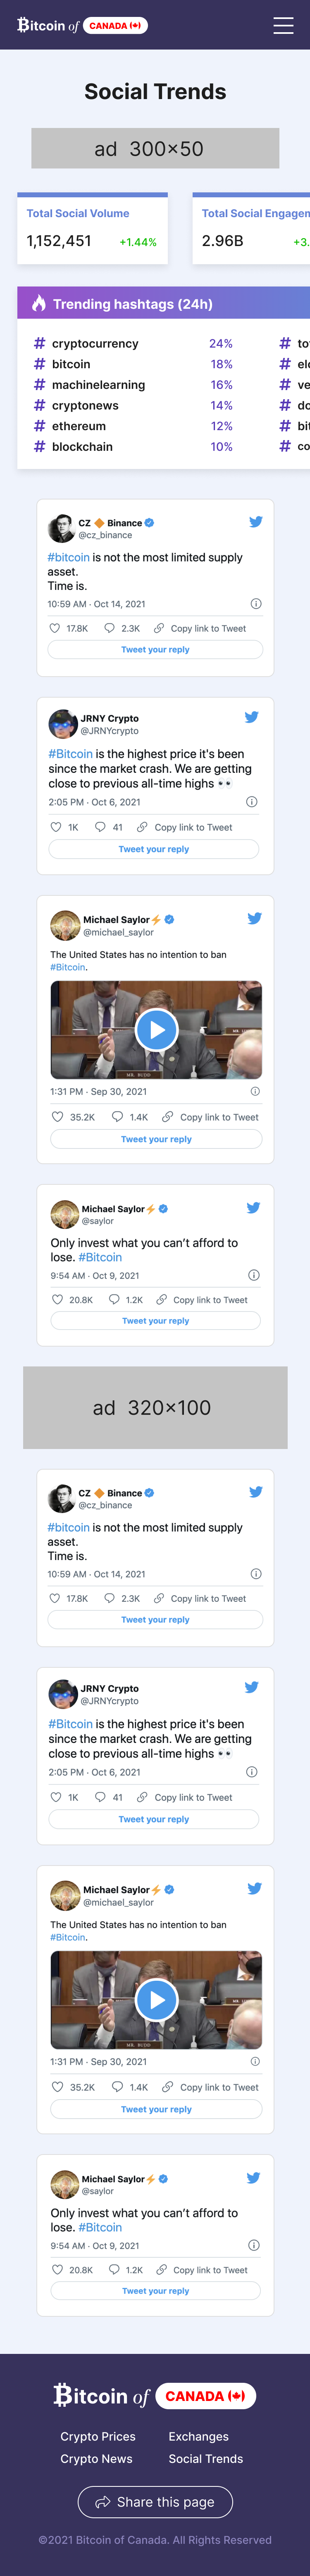 Bitcoin of CANADA
Social Trends
ad 300×50
Total Social Volume
1,152,451 +1.44%
Total Social Engagem
2.96B +3.
Trending hashtags (24h)
# cryptocurrency 24% # to
# bitcoin 18% # el
# machinelearning 16% # ve
# cryptonews 14% # do
# ethereum 12% # bit
# blockchain 10% # co
CZ 🔶 Binance
@cz_binance
#bitcoin is not the most limited supply
asset.
Time is.
10:59 AM · Oct 14, 2021
17.8K 2.3K Copy link to Tweet
Tweet your reply
JRNY Crypto
@JRNYcrypto
#Bitcoin is the highest price it's been
since the market crash. We are getting
close to previous all-time highs 👀
2:05 PM · Oct 6, 2021
1K 41 Copy link to Tweet
Tweet your reply
Michael Saylor⚡
@michael_saylor
The United States has no intention to ban
#Bitcoin.
1:31 PM · Sep 30, 2021
35.2K 1.4K Copy link to Tweet
Tweet your reply
Michael Saylor⚡
@saylor
Only invest what you can’t afford to
lose. #Bitcoin
9:54 AM · Oct 9, 2021
20.8K 1.2K Copy link to Tweet
Tweet your reply
ad 320×100
CZ 🔶 Binance
@cz_binance
#bitcoin is not the most limited supply
asset.
Time is.
10:59 AM · Oct 14, 2021
17.8K 2.3K Copy link to Tweet
Tweet your reply
JRNY Crypto
@JRNYcrypto
#Bitcoin is the highest price it's been
since the market crash. We are getting
close to previous all-time highs 👀
2:05 PM · Oct 6, 2021
1K 41 Copy link to Tweet
Tweet your reply
Michael Saylor⚡
@michael_saylor
The United States has no intention to ban
#Bitcoin.
1:31 PM · Sep 30, 2021
35.2K 1.4K Copy link to Tweet
Tweet your reply
Michael Saylor⚡
@saylor
Only invest what you can’t afford to
lose. #Bitcoin
9:54 AM · Oct 9, 2021
20.8K 1.2K Copy link to Tweet
Tweet your reply
Bitcoin of CANADA
Crypto Prices Exchanges
Crypto News Social Trends
Share this page
©2021 Bitcoin of Canada. All Rights Reserved